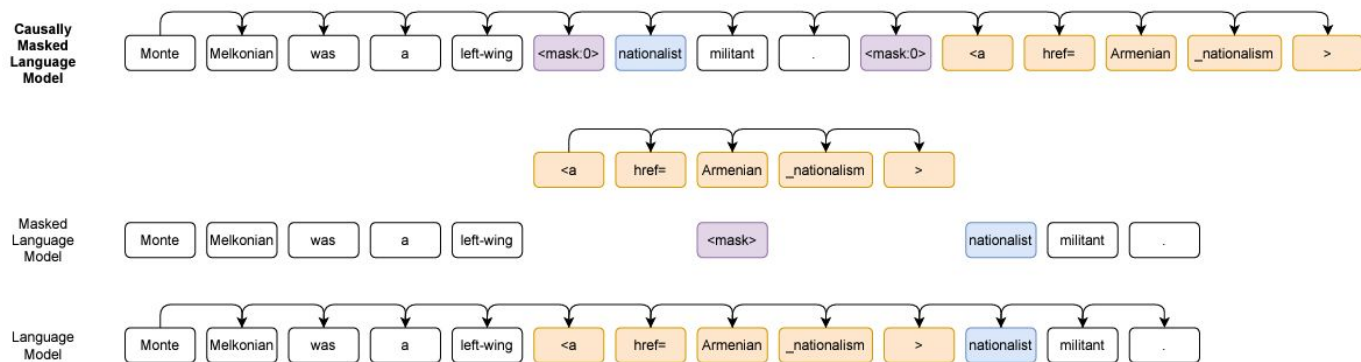 Causally
Masked
Language
Model
Monte Melkonian was a left-wing <mask:0> nationalist militant . <mask:0> <a href= Armenian _nationalism >
<a href= Armenian _nationalism >
Masked
Language
Model
Monte Melkonian was a left-wing <mask> nationalist militant .
Language
Model
Monte Melkonian was a left-wing <a href= Armenian _nationalism > nationalist militant .